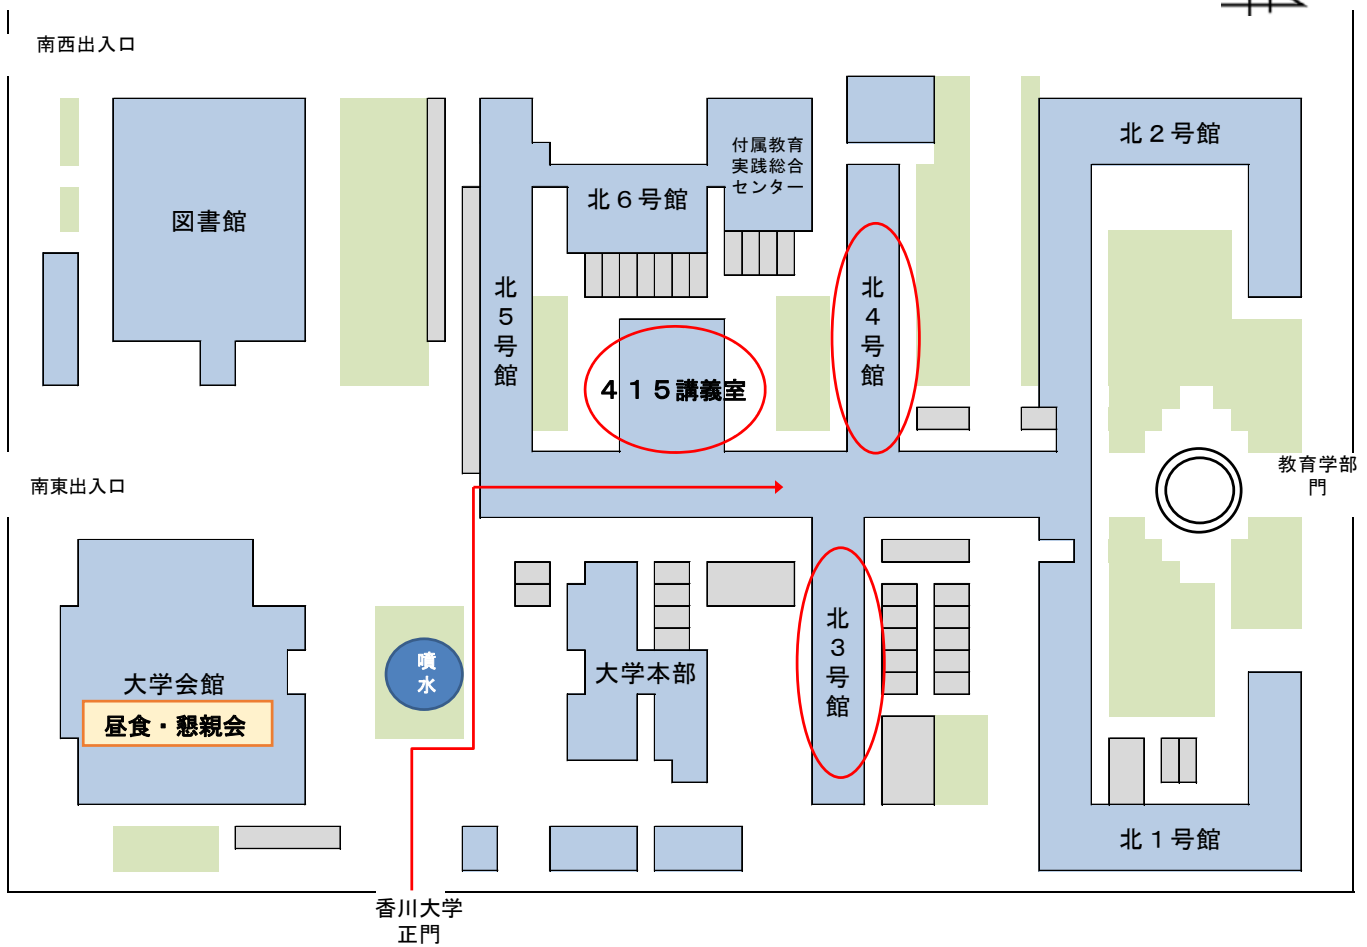 南西出入口
北２号館
付属教育
実践総合
センター
北６号館
図書館
北
５
号
館
北
４
号
館
４１５講義室
教育学部
門
南東出入口
北
３
号
館
噴
水
大学本部
大学会館
昼食・懇親会
北１号館
香川大学
正門